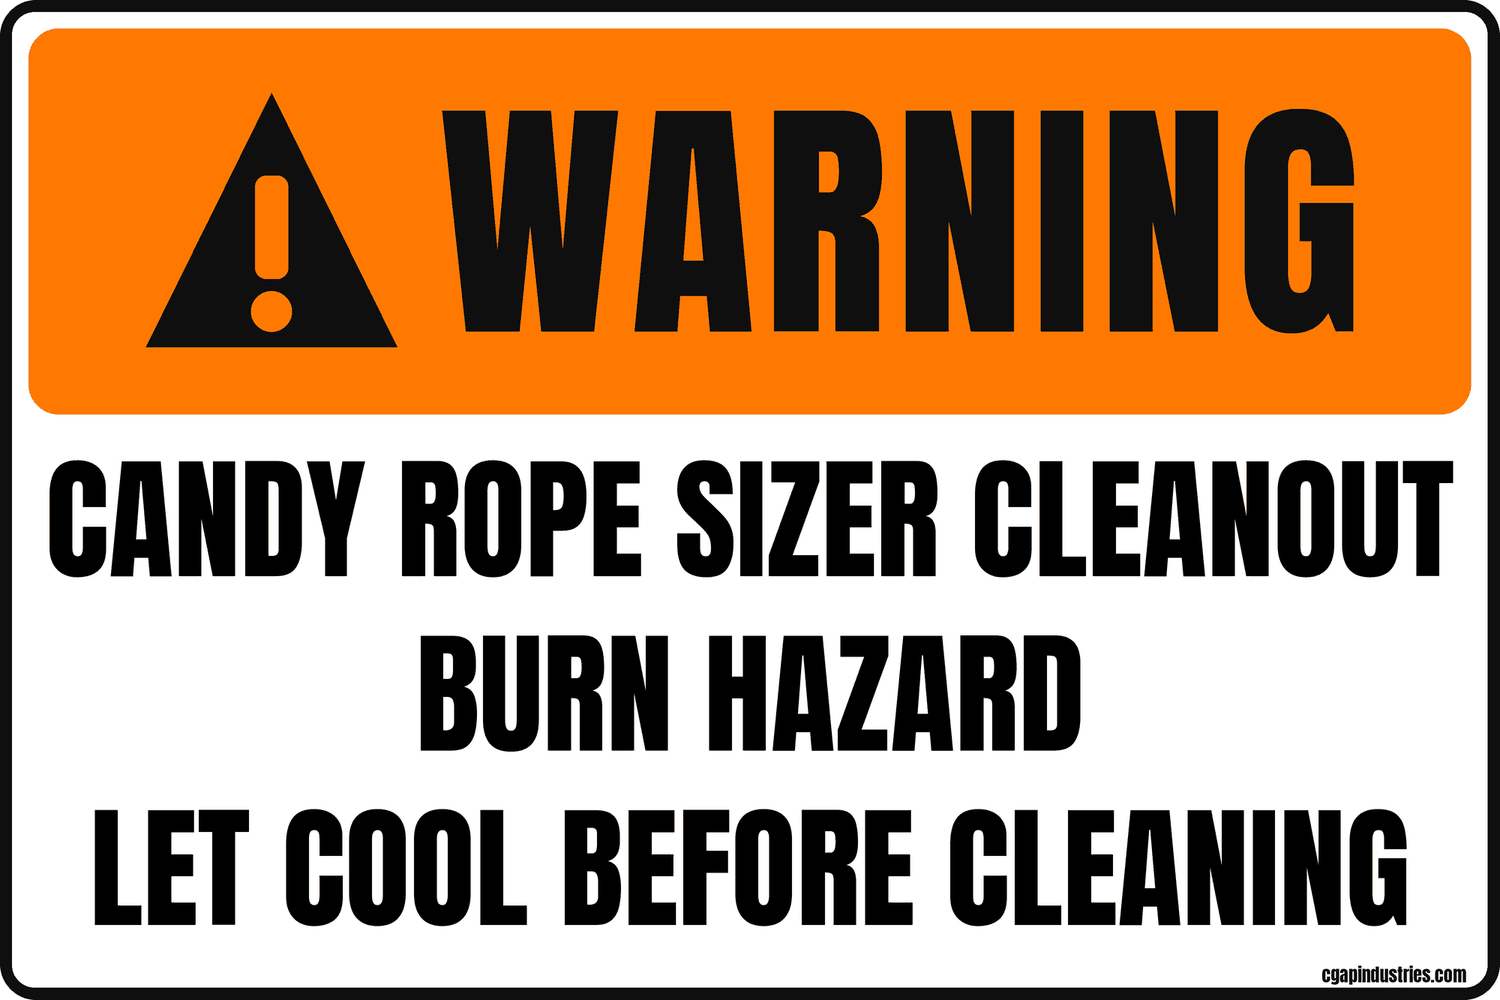 WARNING
CANDY ROPE SIZER CLEANOUT
BURN HAZARD
LET COOL BEFORE CLEANING
cgapindustries.com